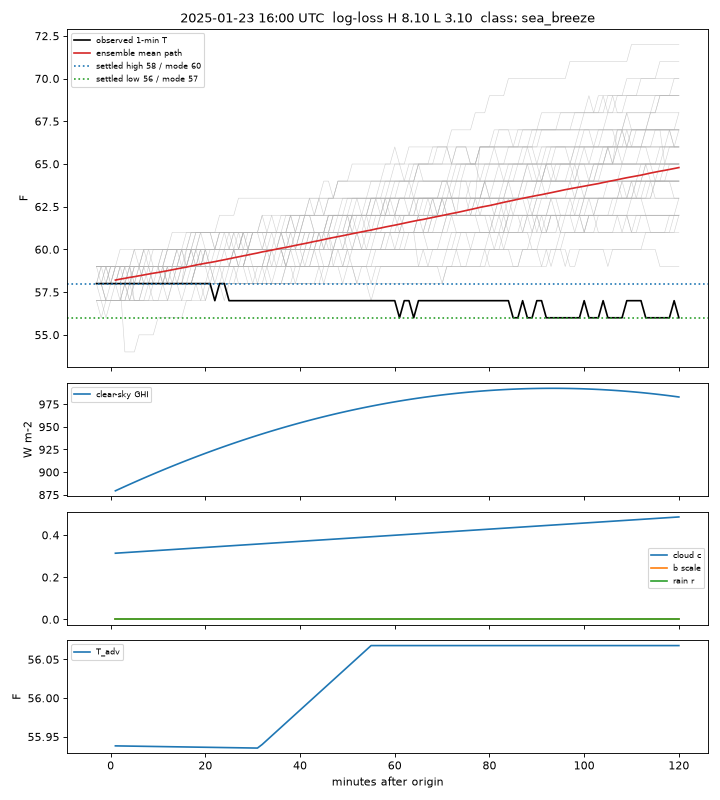 2025-01-23 16:00 UTC  log-loss H 8.10 L 3.10  class: sea_breeze
observed 1-min T
ensemble mean path
settled high 58 / mode 60
settled low 56 / mode 57
72.5
70.0
67.5
65.0
62.5
60.0
57.5
55.0
F
clear-sky GHI
975
950
925
900
875
W m-2
cloud c
b scale
rain r
0.4
0.2
0.0
T_adv
56.05
56.00
55.95
F
0
20
40
60
80
100
120
minutes after origin